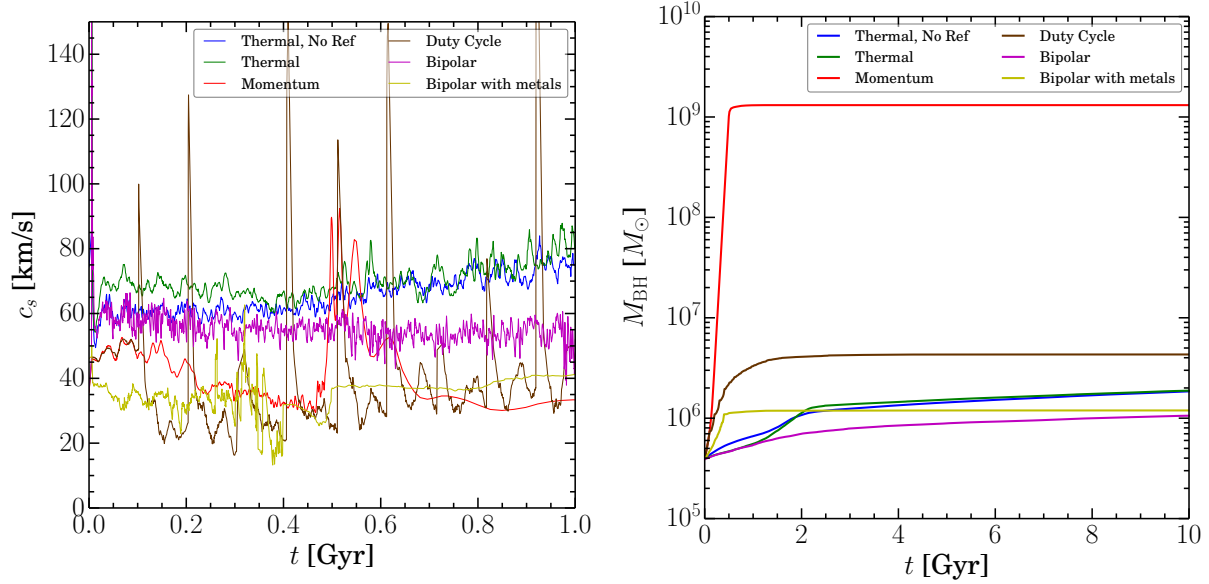 Thermal, No Ref
Thermal
Momentum
Duty Cycle
Bipolar
Bipolar with metals
140
120
100
80
60
40
20
0
c_s [km/s]
0.0 0.2 0.4 0.6 0.8 1.0
t [Gyr]
Thermal, No Ref
Thermal
Momentum
Duty Cycle
Bipolar
Bipolar with metals
10^10
10^9
10^8
10^7
10^6
10^5
M_BH [M_⊙]
0 2 4 6 8 10
t [Gyr]